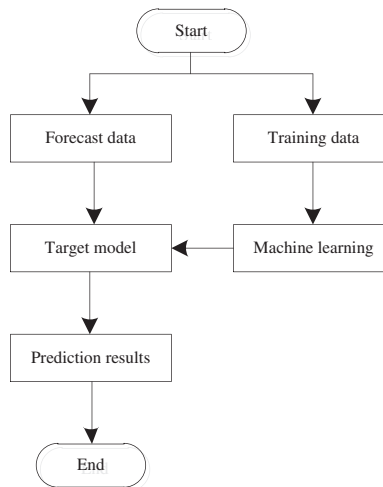 Start
Forecast data
Training data
Target model
Machine learning
Prediction results
End